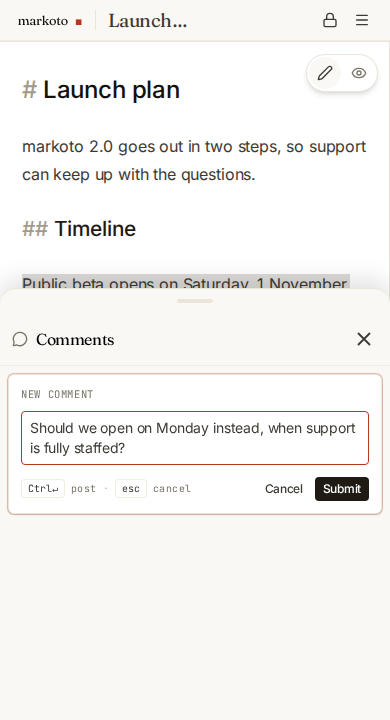 markoto
Launch...
# Launch plan
markoto 2.0 goes out in two steps, so support
can keep up with the questions.
## Timeline
Public beta opens on Saturday, 1 November
Comments
NEW COMMENT
Should we open on Monday instead, when support
is fully staffed?
Ctrl↵ post · esc cancel Cancel Submit